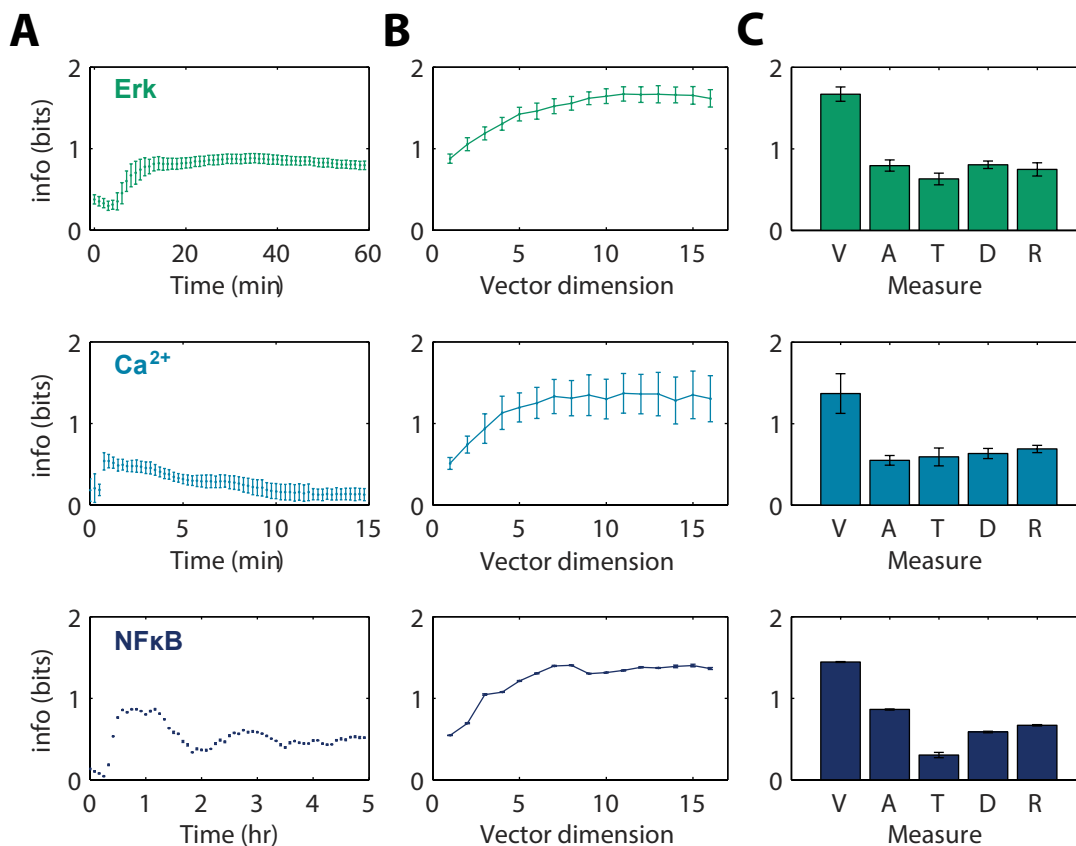 A
B
C
Erk
info (bits)
2
1
0
0 20 40 60
Time (min)
2
1
0
0 5 10 15
Vector dimension
2
1
0
V A T D R
Measure
Ca²⁺
info (bits)
2
1
0
0 5 10 15
Time (min)
2
1
0
0 5 10 15
Vector dimension
2
1
0
V A T D R
Measure
NFκB
info (bits)
2
1
0
0 1 2 3 4 5
Time (hr)
2
1
0
0 5 10 15
Vector dimension
2
1
0
V A T D R
Measure